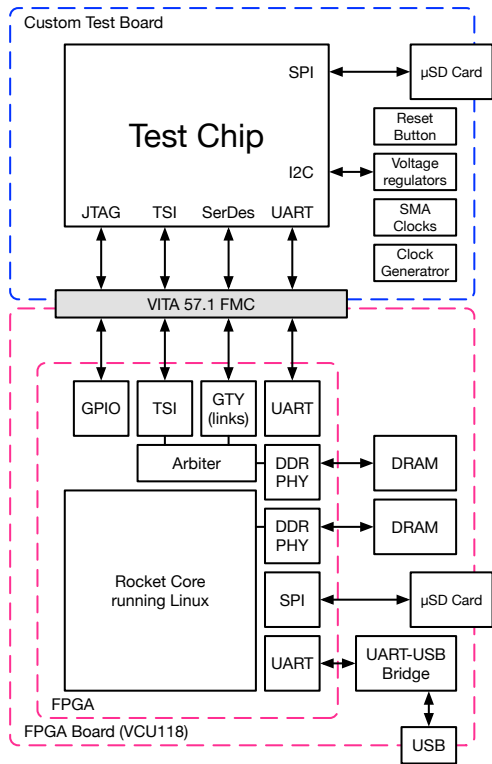 Custom Test Board
SPI
µSD Card
Test Chip
Reset
Button
I2C
Voltage
regulators
JTAG TSI SerDes UART
SMA
Clocks
Clock
Generatror
VITA 57.1 FMC
GPIO
TSI
GTY
(links)
UART
Arbiter
DDR
PHY
DRAM
DDR
PHY
DRAM
Rocket Core
running Linux
SPI
µSD Card
UART
UART-USB
Bridge
FPGA
FPGA Board (VCU118)
USB